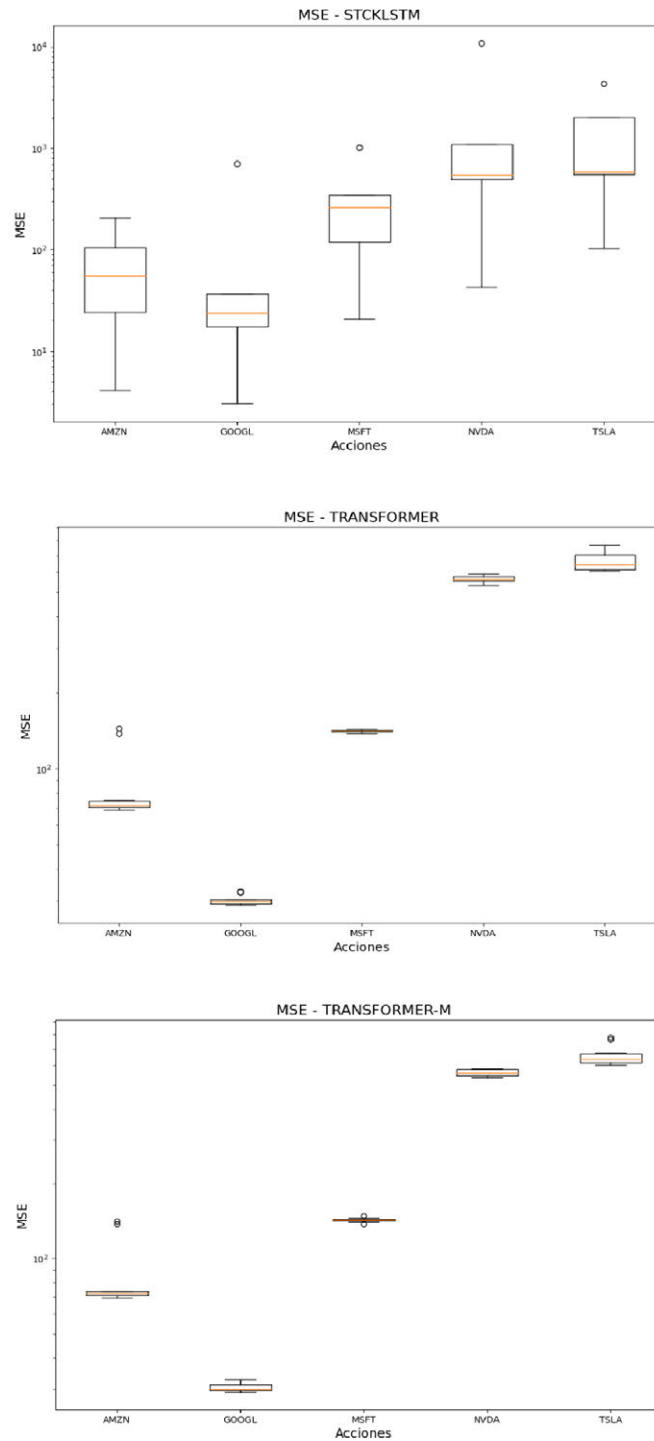 MSE - STCKLSTM
10⁴
10³
10²
10¹
MSE
AMZN GOOGL MSFT NVDA TSLA
Acciones
MSE - TRANSFORMER
10²
MSE
AMZN GOOGL MSFT NVDA TSLA
Acciones
MSE - TRANSFORMER-M
10²
MSE
AMZN GOOGL MSFT NVDA TSLA
Acciones